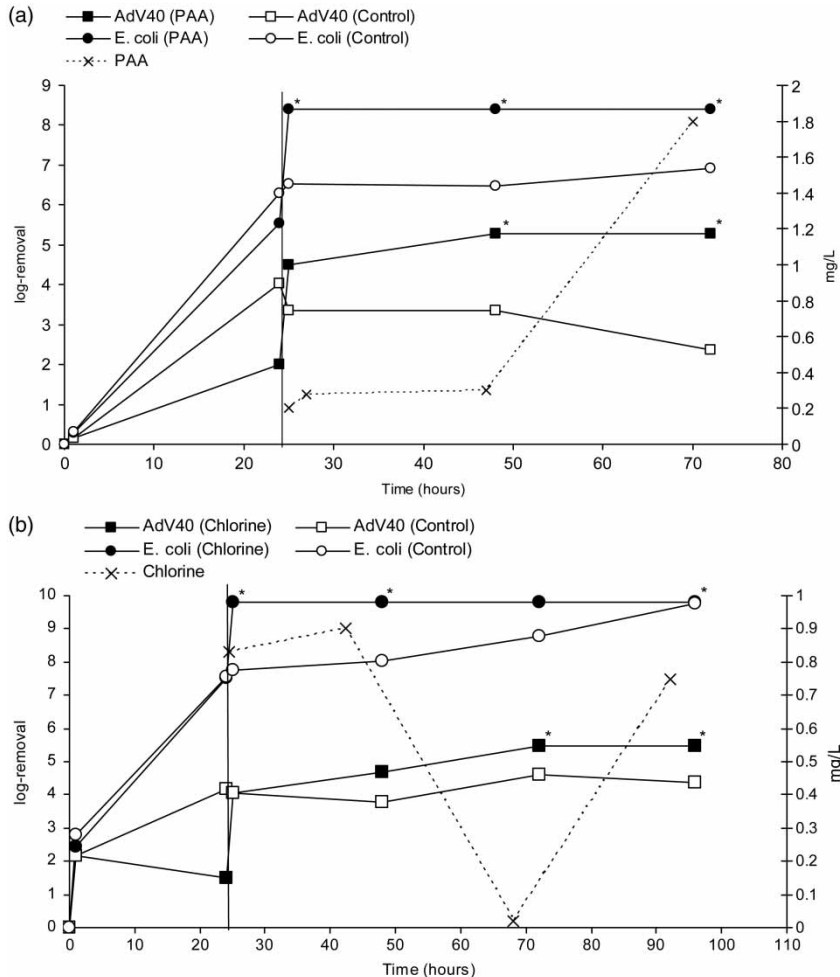 (a)
AdV40 (PAA) AdV40 (Control)
E. coli (PAA) E. coli (Control)
PAA
9 2
8 1.8
7 1.6
6 1.4
5 1.2
4 1
3 0.8
2 0.6
1 0.4
0 0.2
0
log-removal
mg/L
* * *
* *
0 10 20 30 40 50 60 70 80
Time (hours)
(b)
AdV40 (Chlorine) AdV40 (Control)
E. coli (Chlorine) E. coli (Control)
Chlorine
10 1
9 0.9
8 0.8
7 0.7
6 0.6
5 0.5
4 0.4
3 0.3
2 0.2
1 0.1
0 0
log-removal
mg/L
* * *
* *
0 10 20 30 40 50 60 70 80 90 100 110
Time (hours)